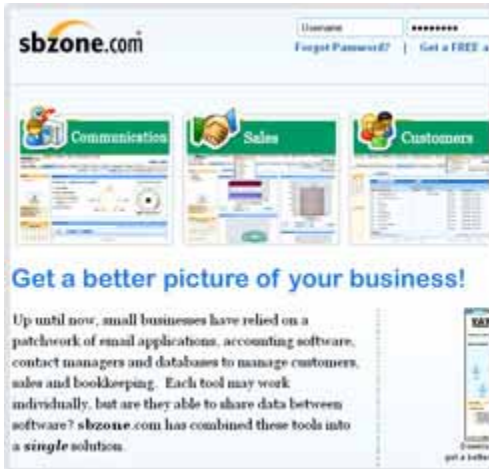 sbzone.com
Username
Forgot Password? | Get a FREE a
Communication
Sales
Customers
Get a better picture of your business!
Up until now, small businesses have relied on a
patchwork of email applications, accounting software,
contact managers and databases to manage customers,
sales and bookkeeping. Each tool may work
individually, but are they able to share data between
software? sbzone.com has combined these tools into
a single solution.
get a better